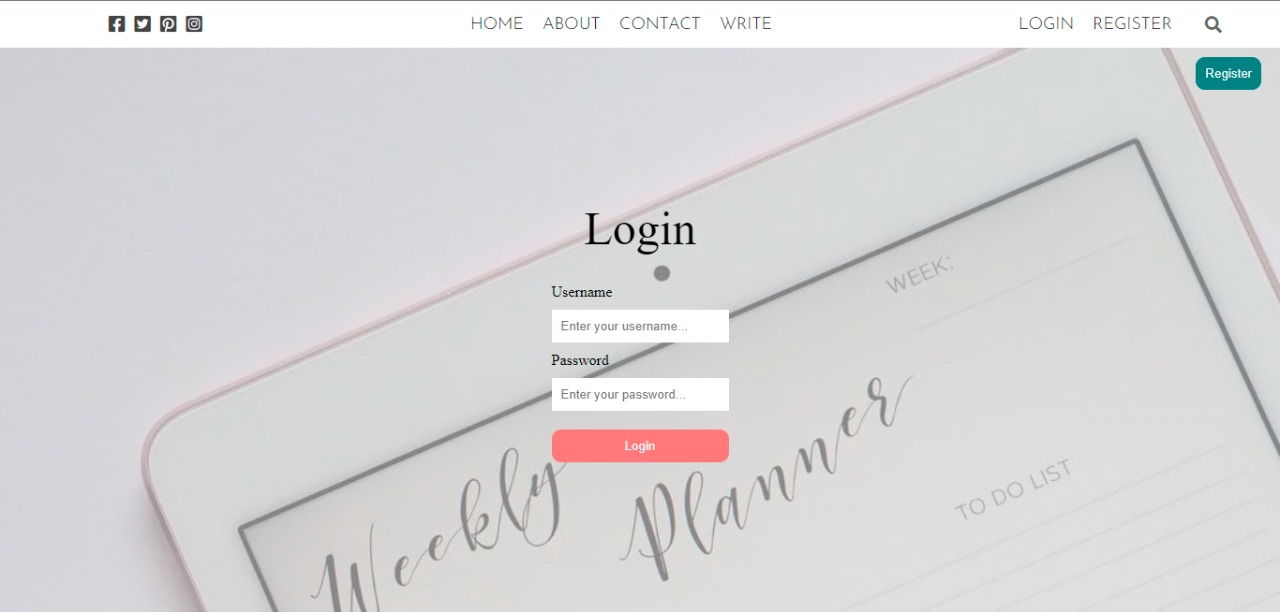 HOME ABOUT CONTACT WRITE LOGIN REGISTER
Register
Login
WEEK:
Username
Enter your username...
Password
Enter your password...
Login
Weekly Planner
TO DO LIST